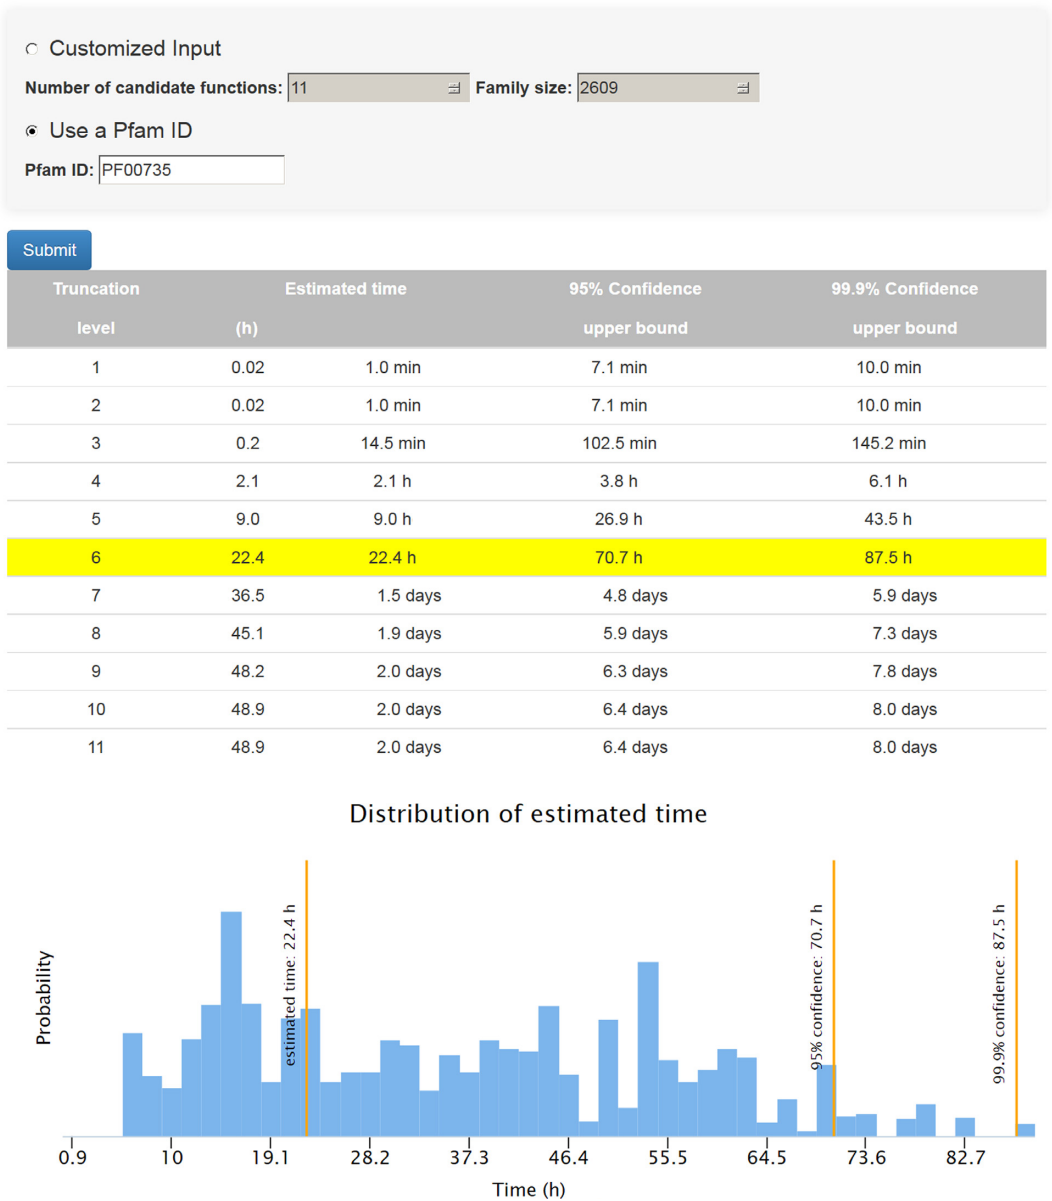 Customized Input
Number of candidate functions: 11 Family size: 2609
Use a Pfam ID
Pfam ID: PF00735
Submit
Truncation Estimated time 95% Confidence 99.9% Confidence
level (h) upper bound upper bound
1 0.02 1.0 min 7.1 min 10.0 min
2 0.02 1.0 min 7.1 min 10.0 min
3 0.2 14.5 min 102.5 min 145.2 min
4 2.1 2.1 h 3.8 h 6.1 h
5 9.0 9.0 h 26.9 h 43.5 h
6 22.4 22.4 h 70.7 h 87.5 h
7 36.5 1.5 days 4.8 days 5.9 days
8 45.1 1.9 days 5.9 days 7.3 days
9 48.2 2.0 days 6.3 days 7.8 days
10 48.9 2.0 days 6.4 days 8.0 days
11 48.9 2.0 days 6.4 days 8.0 days
Distribution of estimated time
Probability
estimated time: 22.4 h
95% confidence: 70.7 h
99.9% confidence: 87.5 h
0.9 10 19.1 28.2 37.3 46.4 55.5 64.5 73.6 82.7
Time (h)